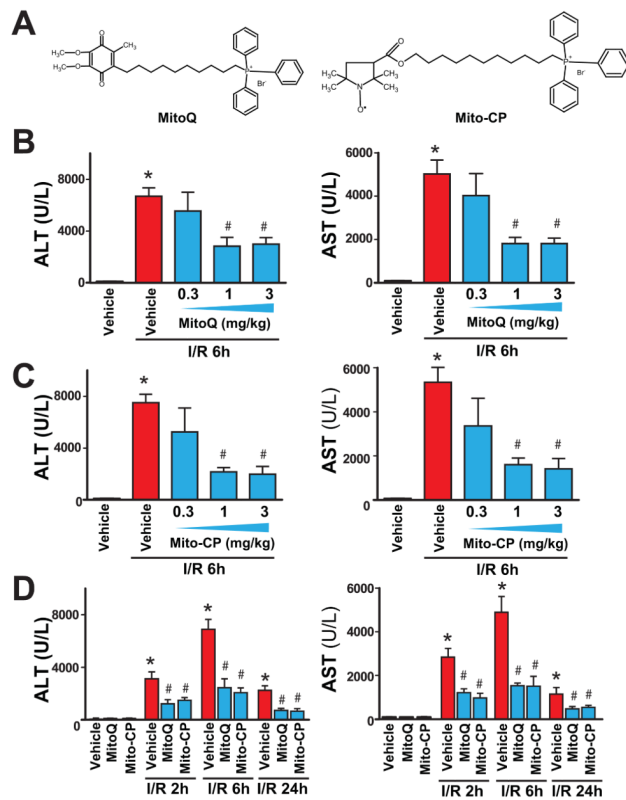 A
CH₃O
CH₃O
O
O
CH₃
P⁺
Br⁻
MitoQ
H₃C
H₃C
N
O•
CH₃
CH₃
O
O
P⁺
Br⁻
Mito-CP
B
ALT (U/L)
8000
4000
0
*
#
#
Vehicle
Vehicle
0.3
1
3
MitoQ (mg/kg)
I/R 6h
AST (U/L)
6000
4000
2000
0
*
#
#
Vehicle
Vehicle
0.3
1
3
MitoQ (mg/kg)
I/R 6h
C
ALT (U/L)
8000
4000
0
*
#
#
Vehicle
Vehicle
0.3
1
3
Mito-CP (mg/kg)
I/R 6h
AST (U/L)
6000
4000
2000
0
*
#
#
Vehicle
Vehicle
0.3
1
3
Mito-CP (mg/kg)
I/R 6h
D
ALT (U/L)
8000
4000
0
*
#
#
*
#
#
*
#
#
Vehicle
MitoQ
Mito-CP
Vehicle
MitoQ
Mito-CP
Vehicle
MitoQ
Mito-CP
Vehicle
MitoQ
Mito-CP
I/R 2h
I/R 6h
I/R 24h
AST (U/L)
6000
4000
2000
0
*
#
#
*
#
#
*
#
#
Vehicle
MitoQ
Mito-CP
Vehicle
MitoQ
Mito-CP
Vehicle
MitoQ
Mito-CP
Vehicle
MitoQ
Mito-CP
I/R 2h
I/R 6h
I/R 24h